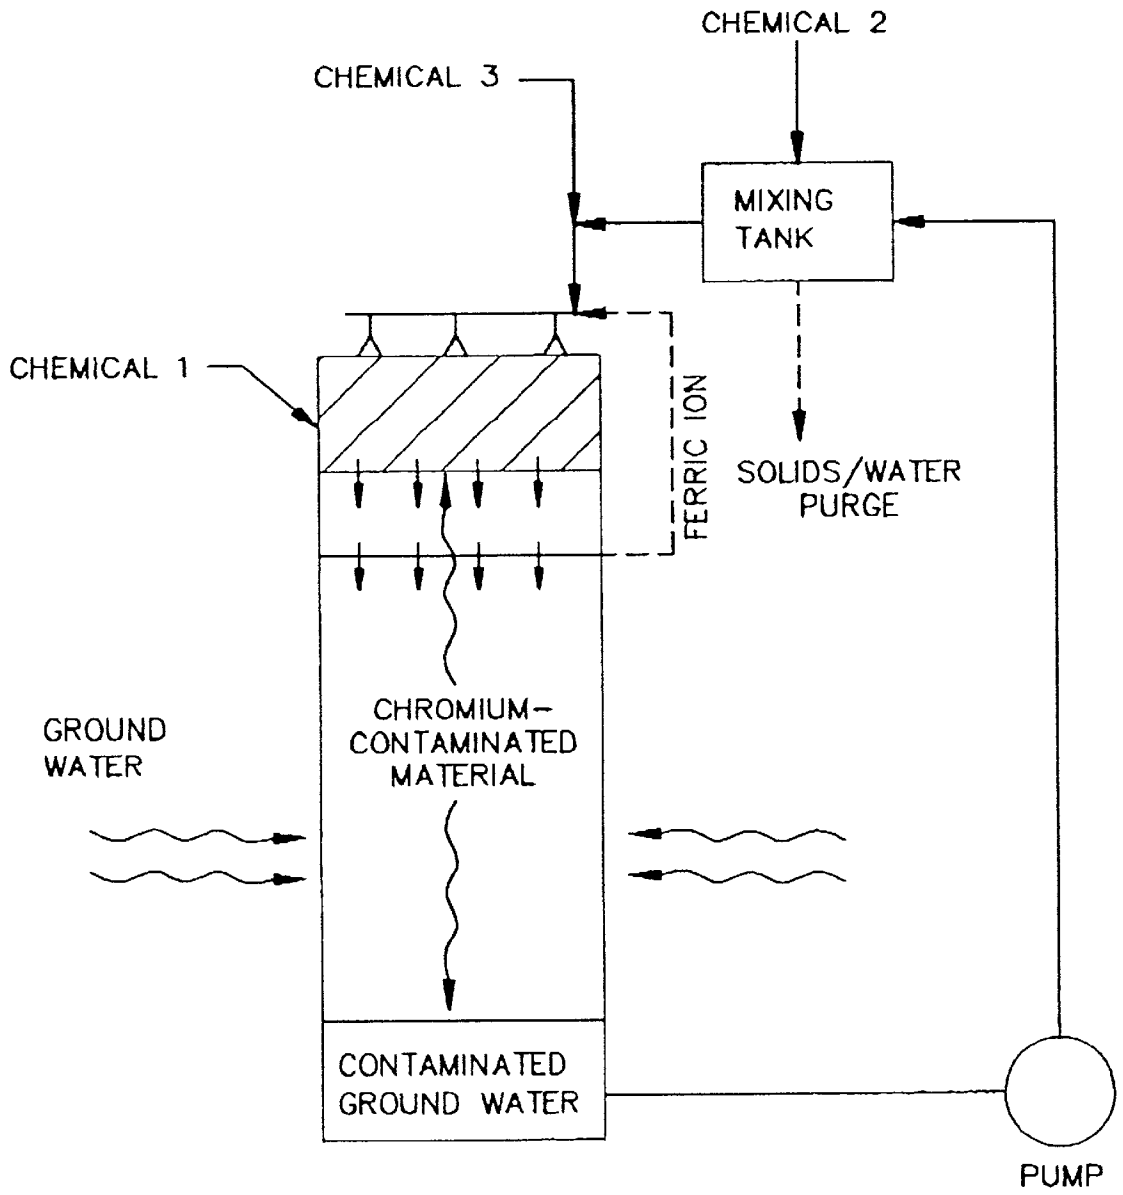 CHEMICAL 2
CHEMICAL 3
MIXING
TANK
CHEMICAL 1
FERRIC ION
SOLIDS/WATER
PURGE
CHROMIUM-
CONTAMINATED
MATERIAL
GROUND
WATER
CONTAMINATED
GROUND WATER
PUMP